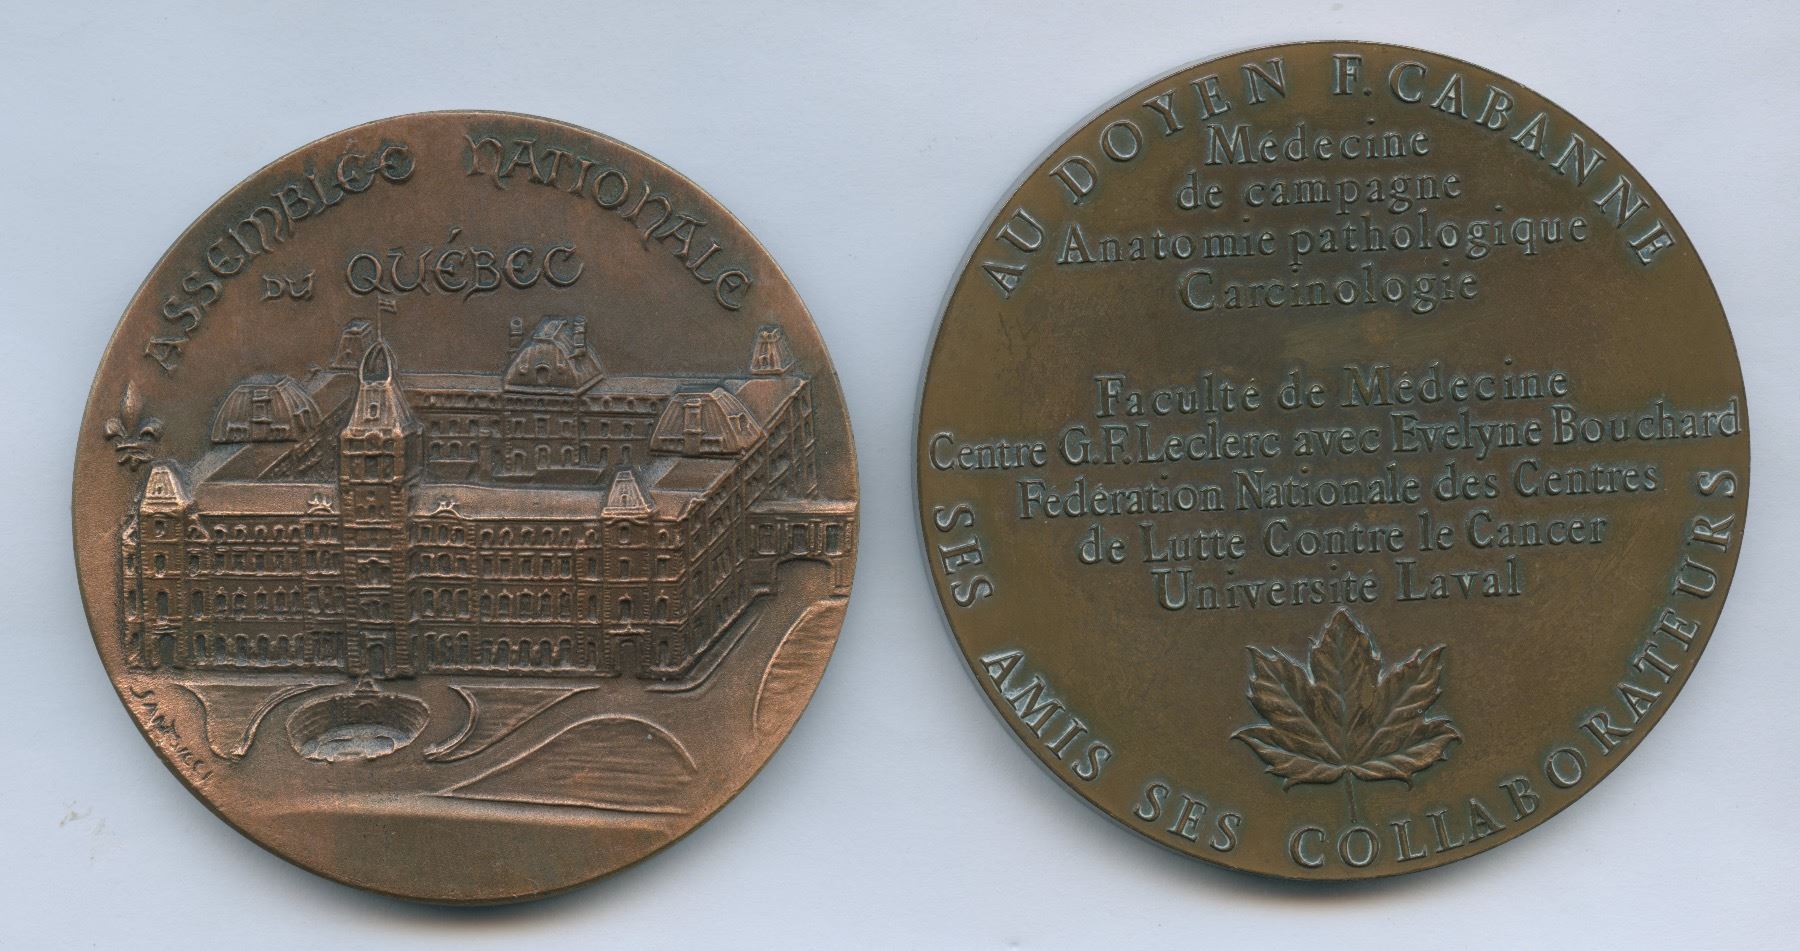 ASSEMBLÉE NATIONALE
DU QUÉBEC
SANTUCCI
AU DOYEN F. CABANNE
Médecine
de campagne
Anatomie pathologique
Carcinologie
Faculté de Médecine
Centre G.F. Leclerc avec Evelyne Bouchard
Fédération Nationale des Centres
de Lutte Contre le Cancer
Université Laval
SES AMIS SES COLLABORATEURS